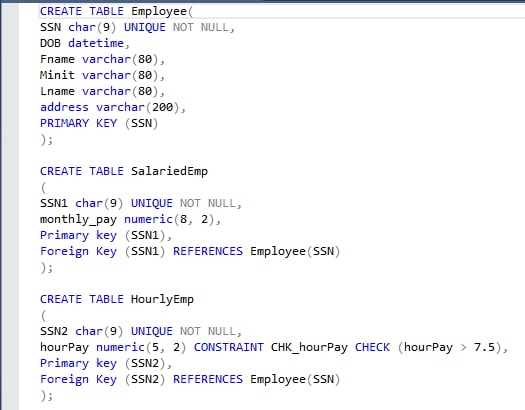 CREATE TABLE Employee(
SSN char(9) UNIQUE NOT NULL,
DOB datetime,
Fname varchar(80),
Minit varchar(80),
Lname varchar(80),
address varchar(200),
PRIMARY KEY (SSN)
);
CREATE TABLE SalariedEmp
(
SSN1 char(9) UNIQUE NOT NULL,
monthly_pay numeric(8, 2),
Primary key (SSN1),
Foreign Key (SSN1) REFERENCES Employee(SSN)
);
CREATE TABLE HourlyEmp
(
SSN2 char(9) UNIQUE NOT NULL,
hourPay numeric(5, 2) CONSTRAINT CHK_hourPay CHECK (hourPay > 7.5),
Primary key (SSN2),
Foreign Key (SSN2) REFERENCES Employee(SSN)
);